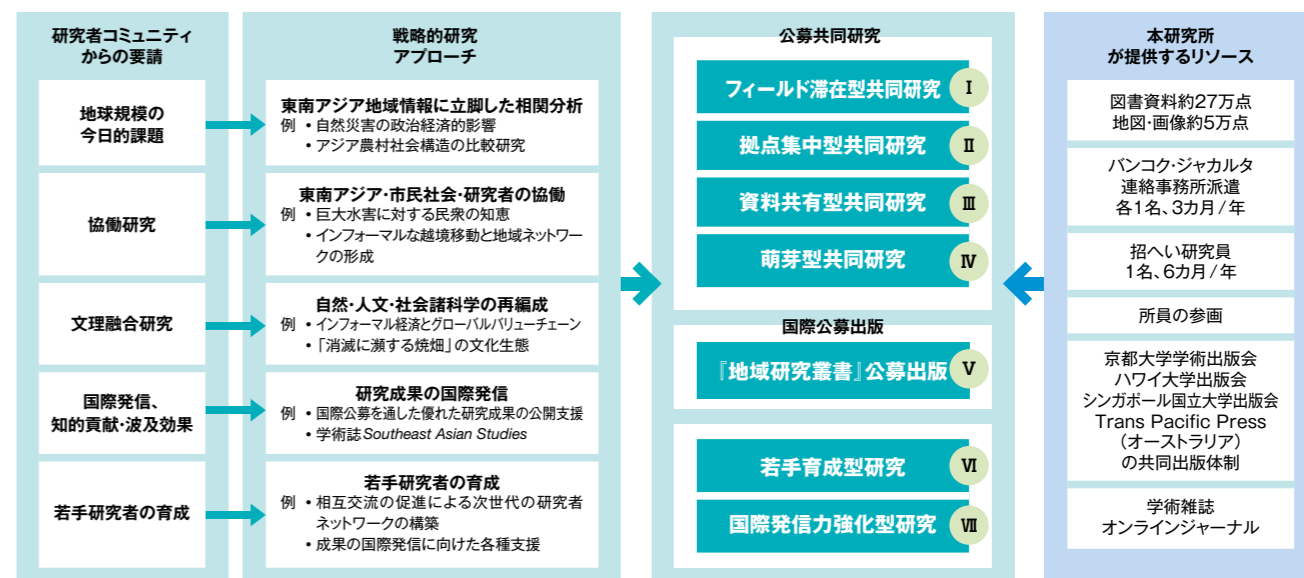 研究者コミュニティ
からの要請
地球規模の
今日的課題
協働研究
文理融合研究
国際発信、
知的貢献・波及効果
若手研究者の育成
戦略的研究
アプローチ
東南アジア地域情報に立脚した相関分析
例 ・自然災害の政治経済的影響
・アジア農村社会構造の比較研究
東南アジア・市民社会・研究者の協働
例 ・巨大水害に対する民衆の知恵
・インフォーマルな越境移動と地域ネットワー
クの形成
自然・人文・社会諸科学の再編成
例 ・インフォーマル経済とグローバルバリューチェーン
・「消滅に瀕する焼畑」の文化生態
研究成果の国際発信
例 ・国際公募を通した優れた研究成果の公開支援
・学術誌Southeast Asian Studies
若手研究者の育成
例 ・相互交流の促進による次世代の研究者
ネットワークの構築
・成果の国際発信に向けた各種支援
公募共同研究
フィールド滞在型共同研究 Ⅰ
拠点集中型共同研究 Ⅱ
資料共有型共同研究 Ⅲ
萌芽型共同研究 Ⅳ
国際公募出版
『地域研究叢書』公募出版 Ⅴ
若手育成型研究 Ⅵ
国際発信力強化型研究 Ⅶ
本研究所
が提供するリソース
図書資料約27万点
地図・画像約5万点
バンコク・ジャカルタ
連絡事務所派遣
各1名、3カ月/年
招へい研究員
1名、6カ月/年
所員の参画
京都大学学術出版会
ハワイ大学出版会
シンガポール国立大学出版会
Trans Pacific Press
(オーストラリア)
の共同出版体制
学術雑誌
オンラインジャーナル